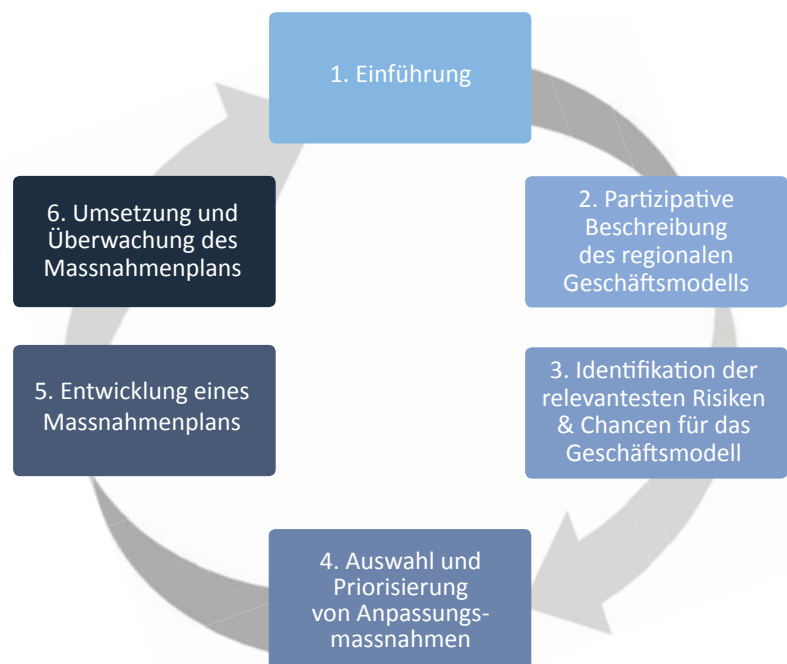 1. Einführung
2. Partizipative
Beschreibung
des regionalen
Geschäftsmodells
3. Identifikation der
relevantesten Risiken
& Chancen für das
Geschäftsmodell
4. Auswahl und
Priorisierung
von Anpassungs-
massnahmen
5. Entwicklung eines
Massnahmenplans
6. Umsetzung und
Überwachung des
Massnahmenplans